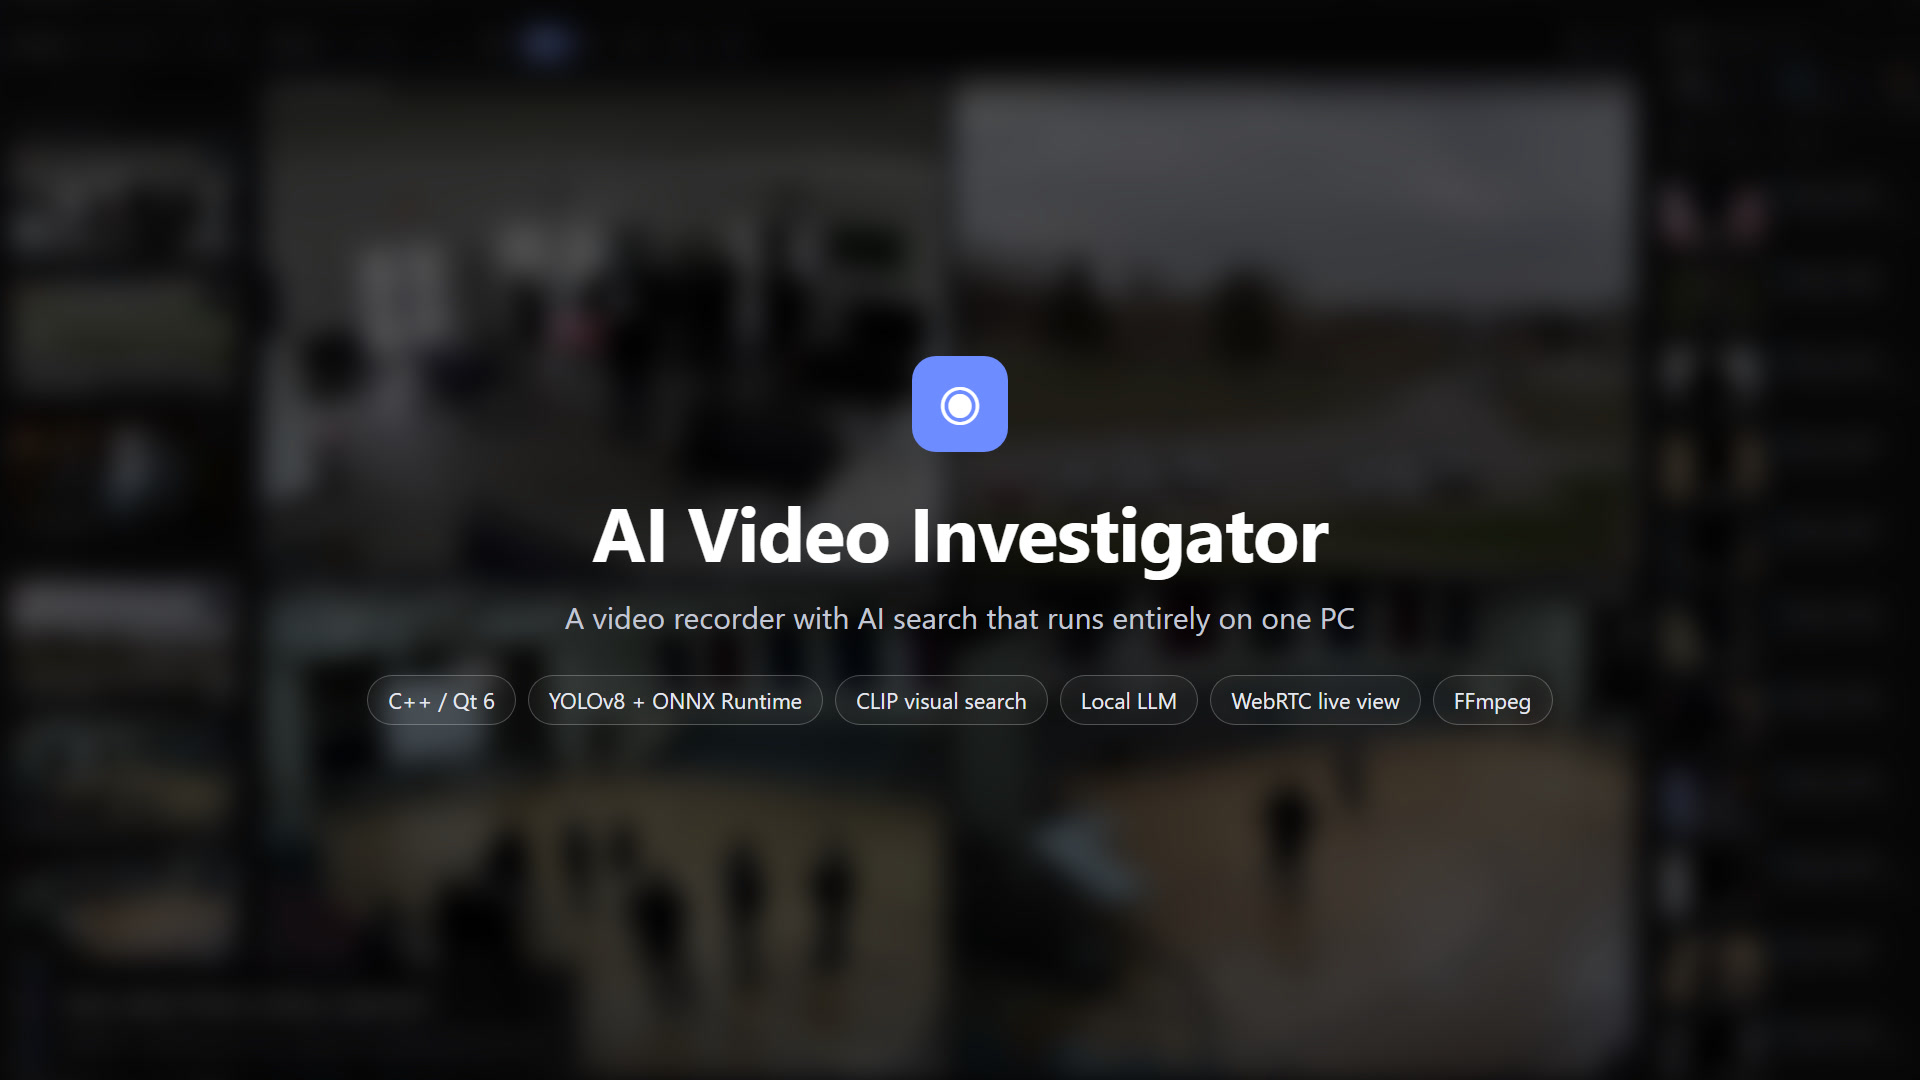 AI Video Investigator
A video recorder with AI search that runs entirely on one PC
C++ / Qt 6 YOLOv8 + ONNX Runtime CLIP visual search Local LLM WebRTC live view FFmpeg